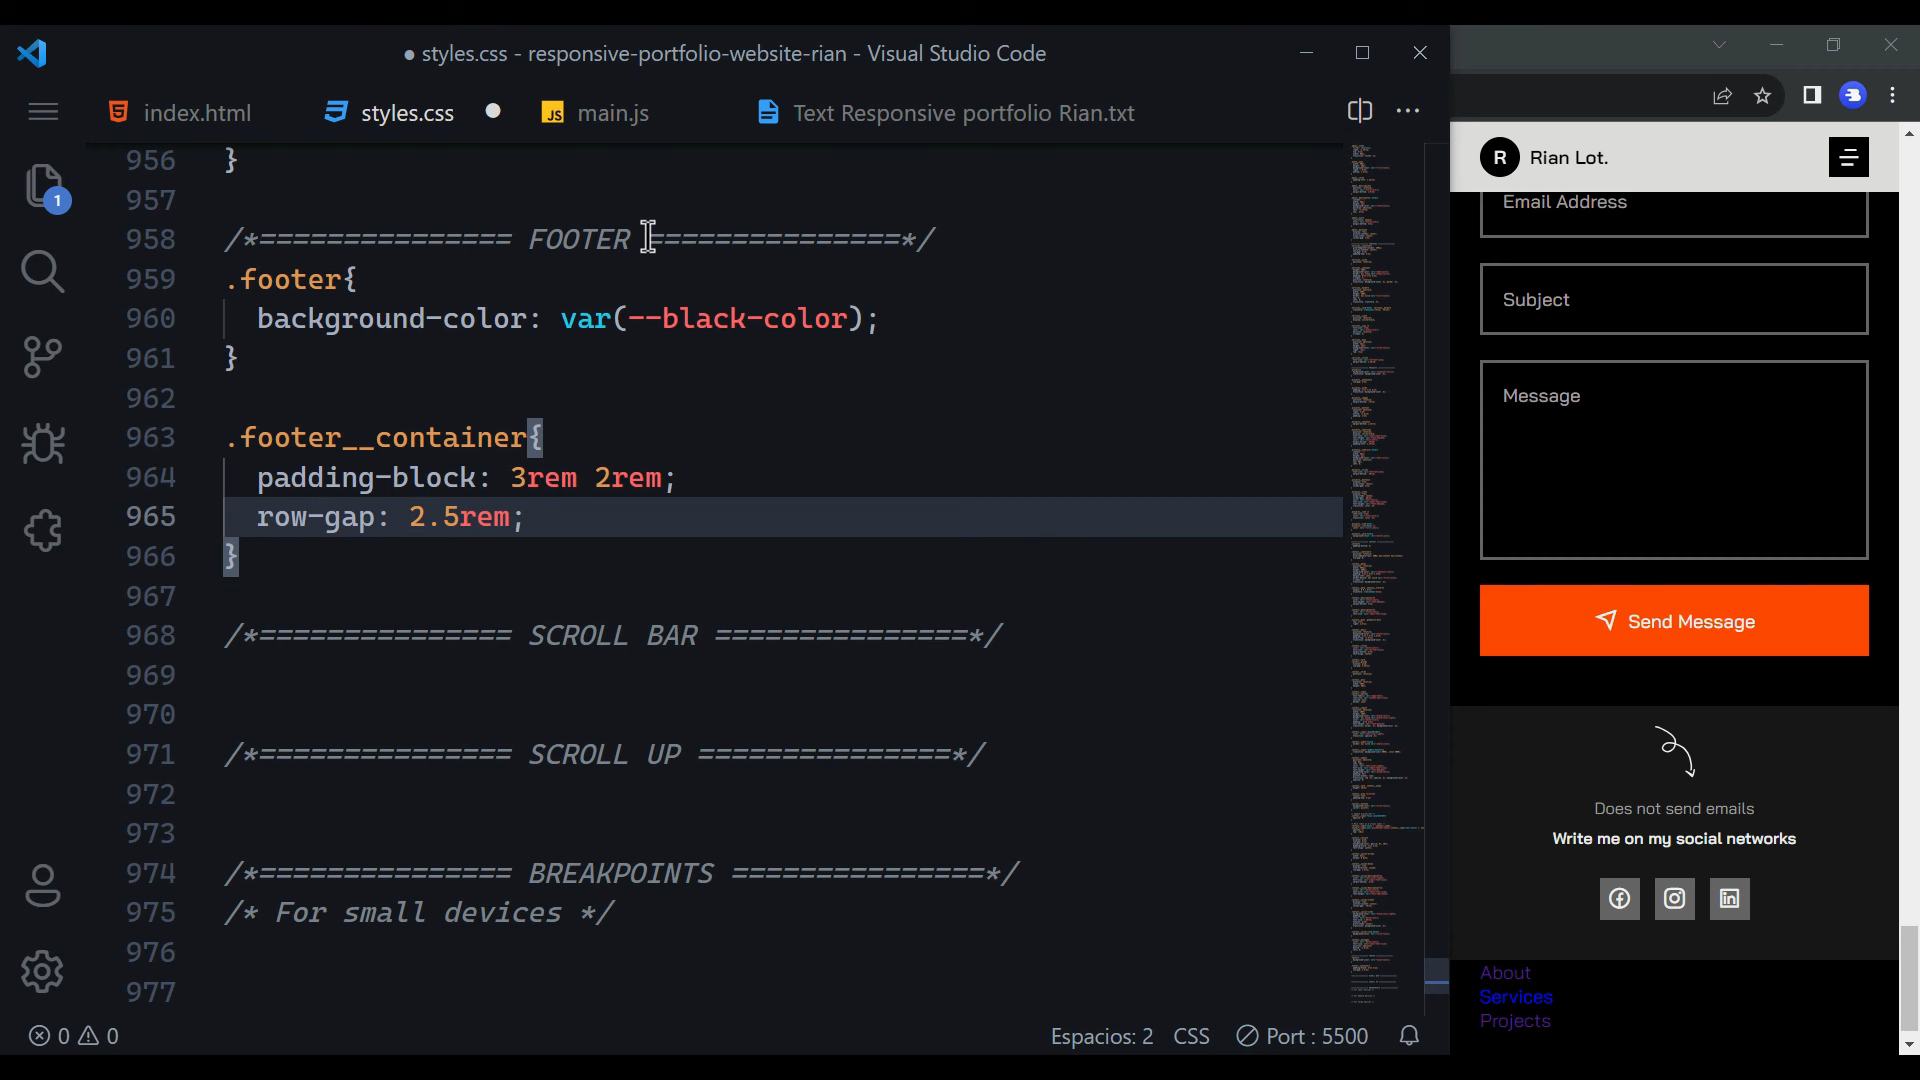 ● styles.css - responsive-portfolio-website-rian - Visual Studio Code
index.html
styles.css
JS main.js
Text Responsive portfolio Rian.txt
1
956 }
957
958 /*=============== FOOTER ===============*/
959 .footer{
960 background-color: var(--black-color);
961 }
962
963 .footer__container{
964 padding-block: 3rem 2rem;
965 row-gap: 2.5rem;
966 }
967
968 /*=============== SCROLL BAR ===============*/
969
970
971 /*=============== SCROLL UP ===============*/
972
973
974 /*=============== BREAKPOINTS ===============*/
975 /* For small devices */
976
977
0 0
Espacios: 2 CSS Port : 5500
R Rian Lot.
Email Address
Subject
Message
Send Message
Does not send emails
Write me on my social networks
About
Services
Projects